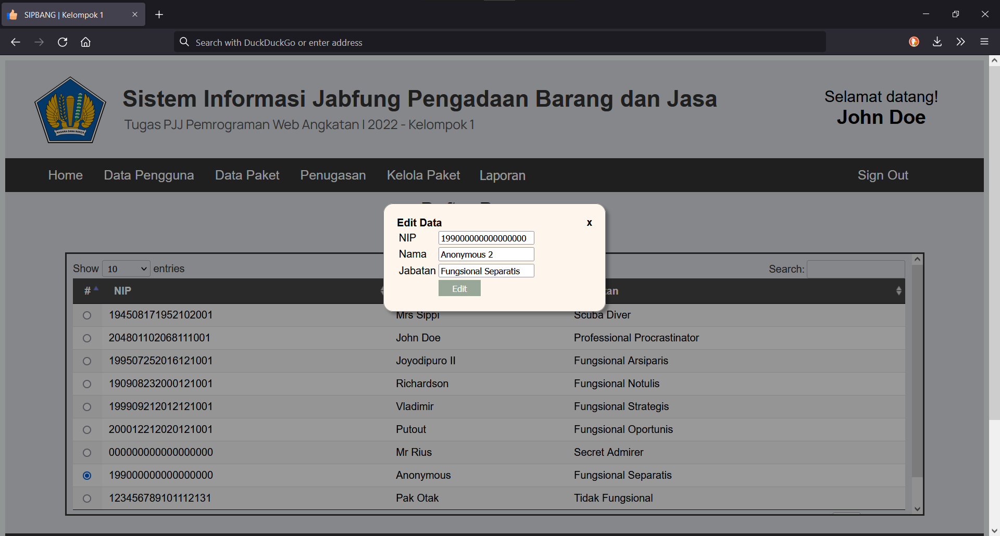 SIPBANG | Kelompok 1
Search with DuckDuckGo or enter address
NAGARA DANA RAKCA
Sistem Informasi Jabfung Pengadaan Barang dan Jasa
Tugas PJJ Pemrograman Web Angkatan I 2022 - Kelompok 1
Selamat datang!
John Doe
Home Data Pengguna Data Paket Penugasan Kelola Paket Laporan Sign Out
Edit Data x
NIP 199000000000000000
Nama Anonymous 2
Jabatan Fungsional Separatis
Edit
Show 10 entries Search:
# NIP tan
194508171952102001 Mrs Sippi Scuba Diver
204801102068111001 John Doe Professional Procrastinator
199507252016121001 Joyodipuro II Fungsional Arsiparis
190908232000121001 Richardson Fungsional Notulis
199909212012121001 Vladimir Fungsional Strategis
200012212020121001 Putout Fungsional Oportunis
000000000000000000 Mr Rius Secret Admirer
199000000000000000 Anonymous Fungsional Separatis
123456789101112131 Pak Otak Tidak Fungsional